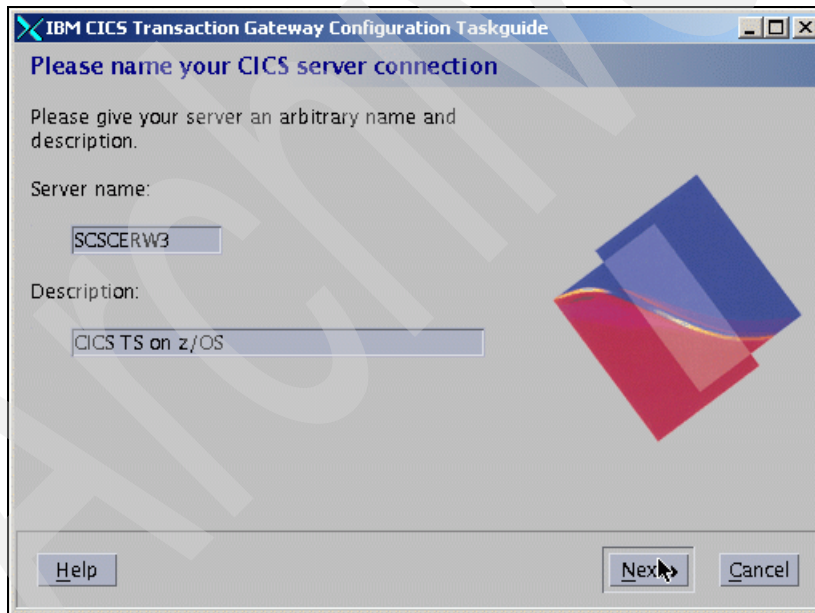 IBM CICS Transaction Gateway Configuration Taskguide
Please name your CICS server connection
Please give your server an arbitrary name and
description.
Server name:
SCSCERW3
Description:
CICS TS on z/OS
Help
Next
Cancel